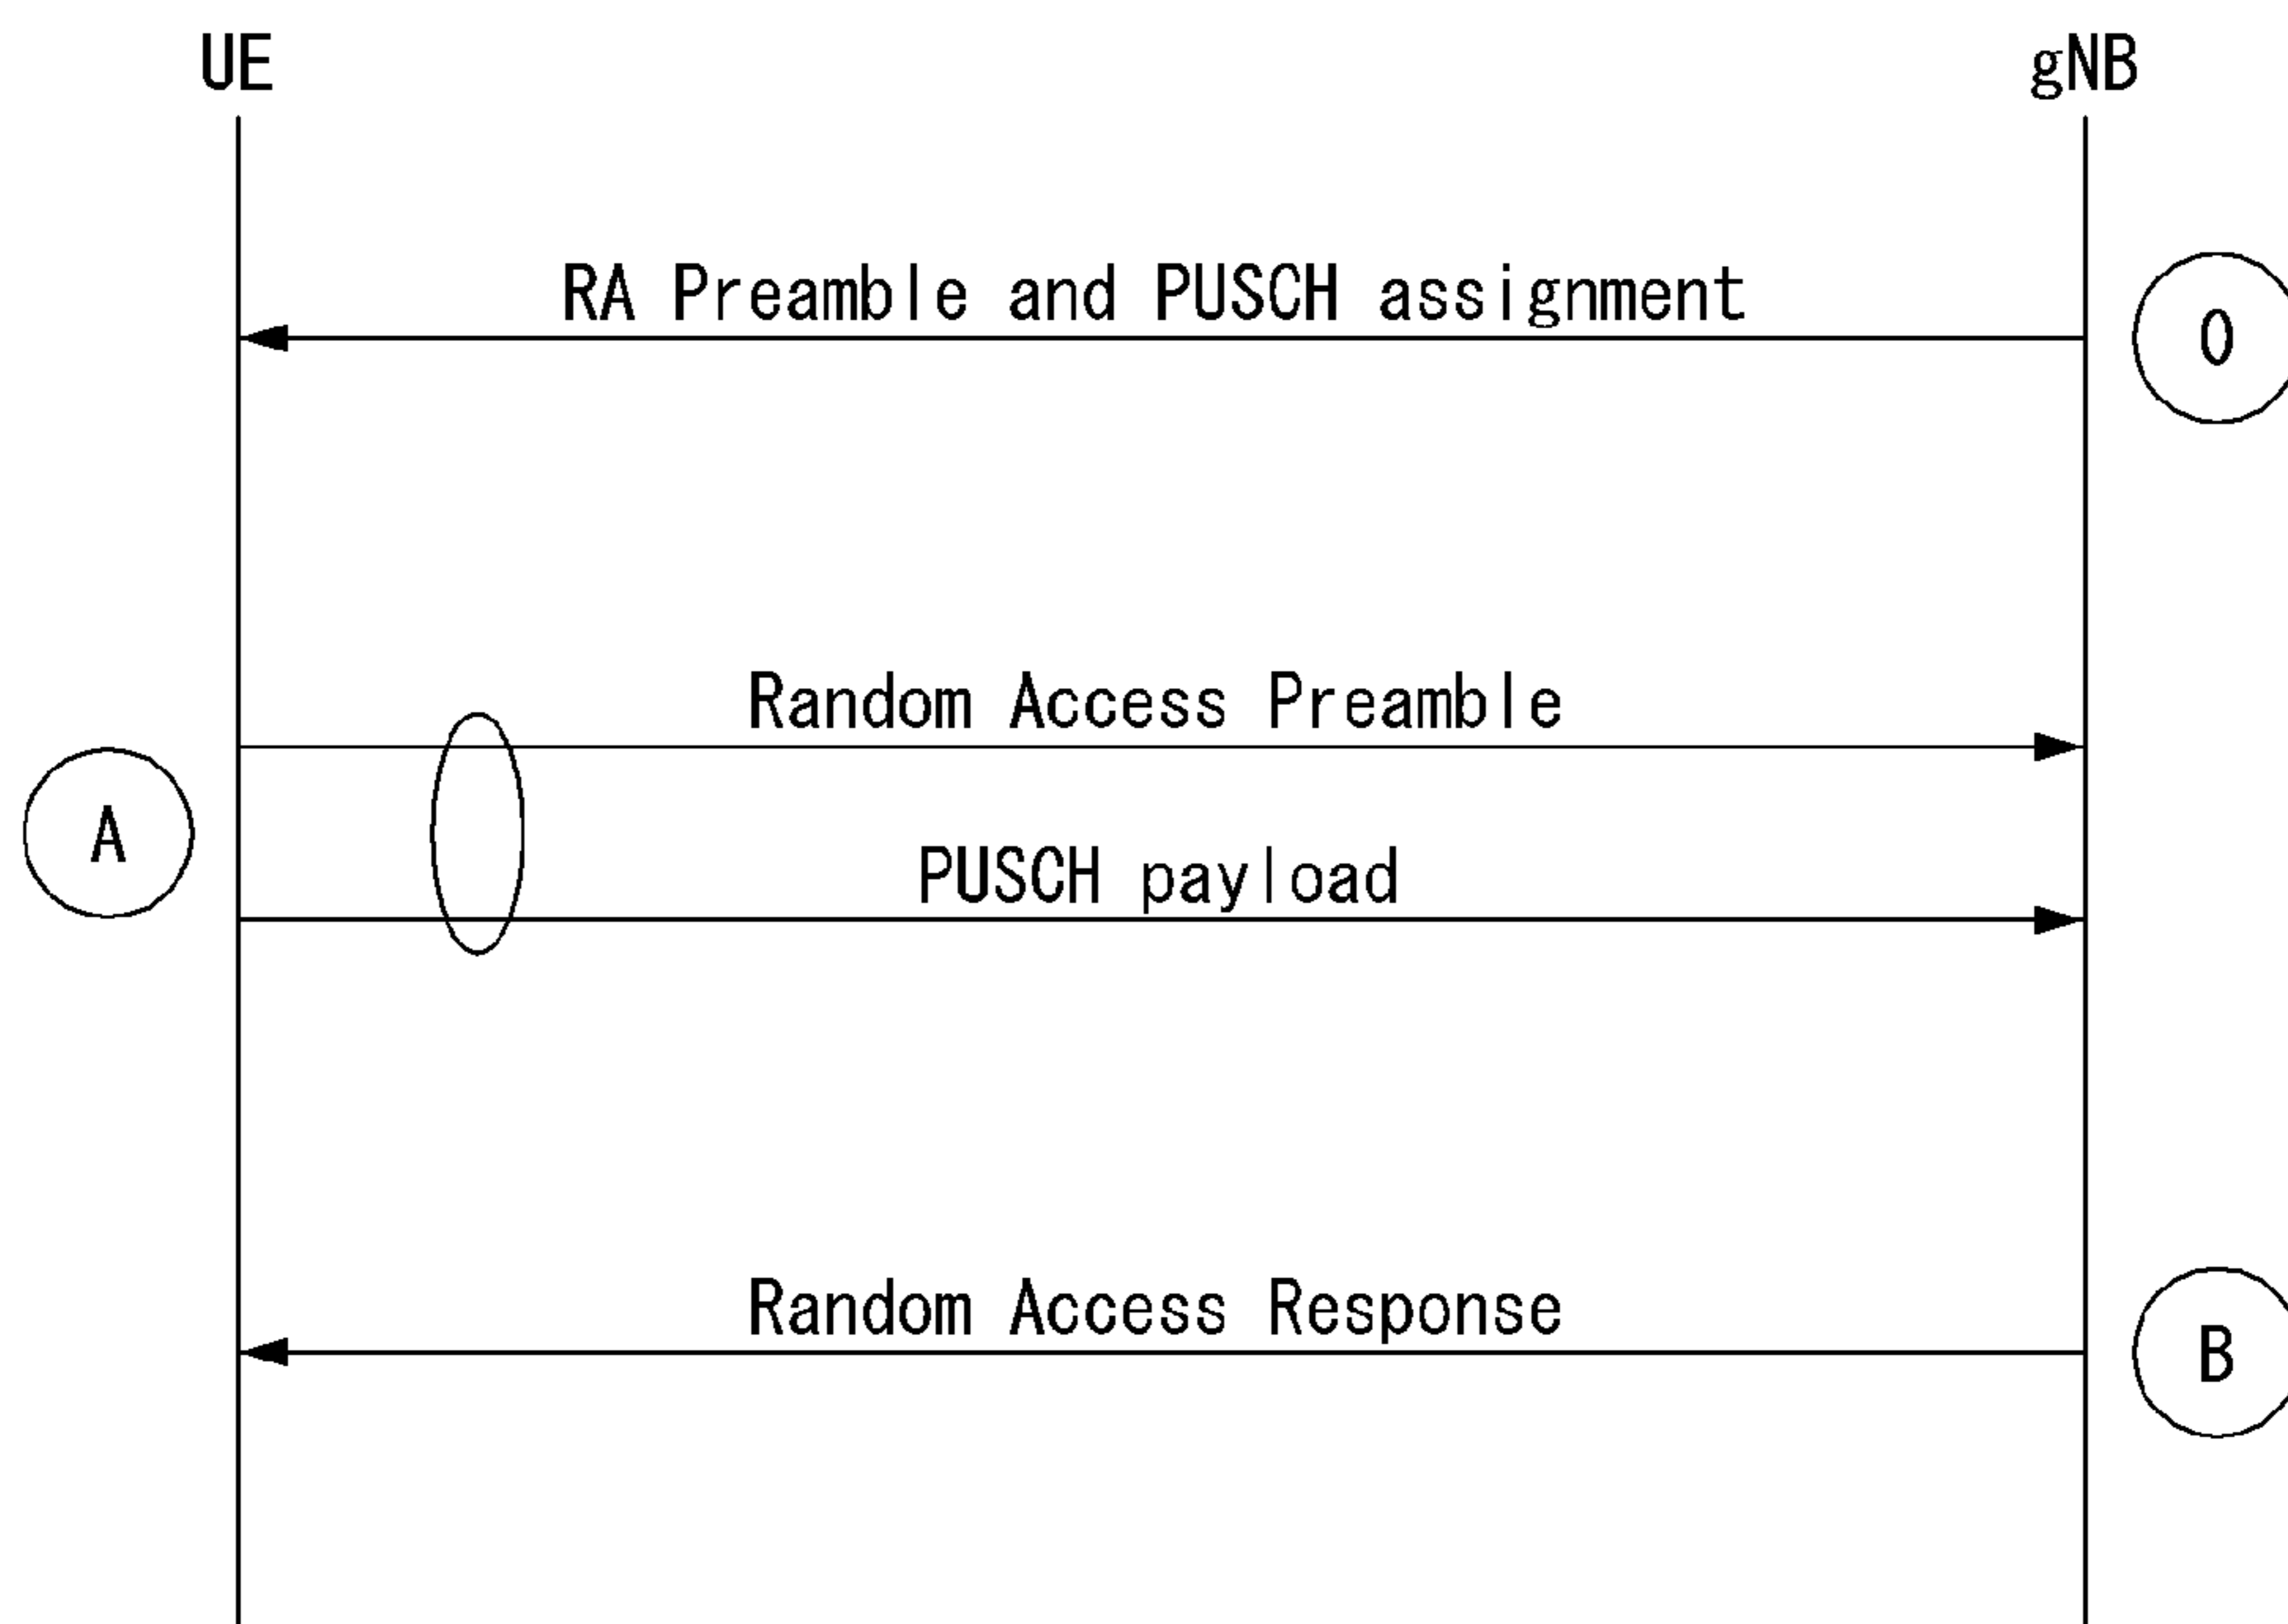 UE gNB
RA Preamble and PUSCH assignment
0
Random Access Preamble
A
PUSCH payload
Random Access Response
B